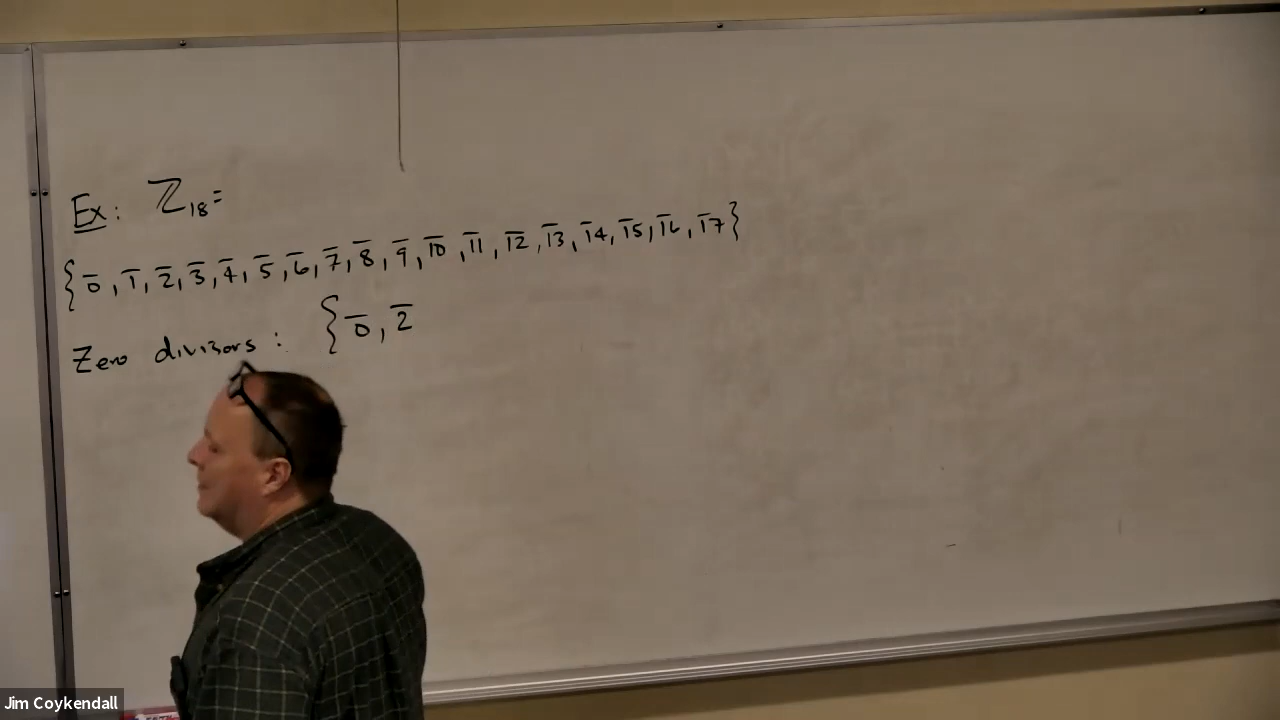 Ex: ℤ₁₈ =
{0̄, 1̄, 2̄, 3̄, 4̄, 5̄, 6̄, 7̄, 8̄, 9̄, 1̄0̄, 1̄1̄, 1̄2̄, 1̄3̄, 1̄4̄, 1̄5̄, 1̄6̄, 1̄7̄}
Zero divisors: {0̄, 2̄
Jim Coykendall